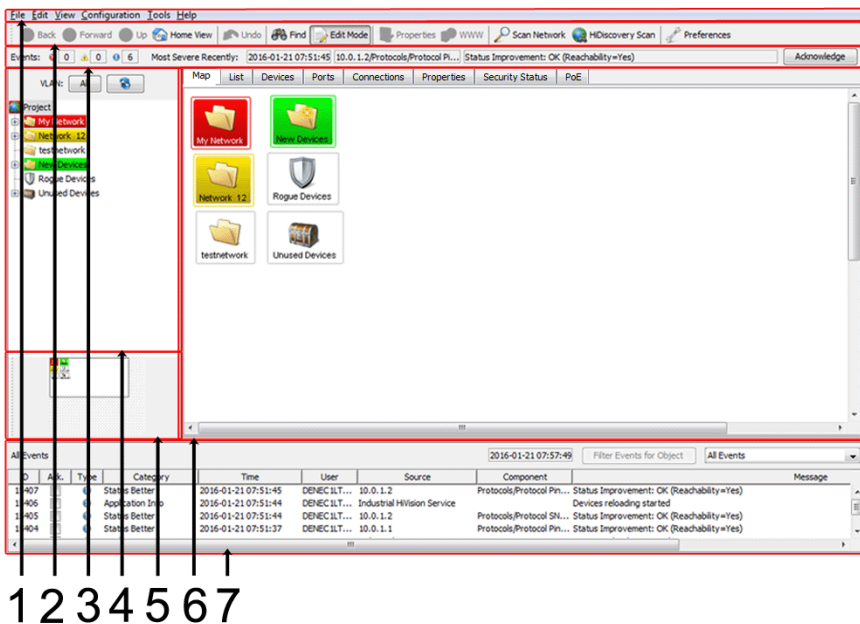 File Edit View Configuration Tools Help
Back Forward Up Home View Undo Find Edit Mode Properties WWW Scan Network HiDiscovery Scan Preferences
Events: 0 0 6 Most Severe Recently: 2016-01-21 07:51:45 10.0.1.2/Protocols/Protocol Pi... Status Improvement: OK (Reachability=Yes) Acknowledge
VLAN: All
Map List Devices Ports Connections Properties Security Status PoE
Project
My Network
Network 12
testnetwork
New Devices
Rogue Devices
Unused Devices
My Network New Devices
Network 12 Rogue Devices
testnetwork Unused Devices
All Events 2016-01-21 07:57:49 Filter Events for Object All Events
ID Ack. Type Category Time User Source Component Message
Status Better 2016-01-21 07:51:45 DENEC1LT... 10.0.1.2 Protocols/Protocol Pin... Status Improvement: OK (Reachability=Yes)
Application Info 2016-01-21 07:51:44 DENEC1LT... Industrial HiVision Service Devices reloading started
Status Better 2016-01-21 07:51:44 DENEC1LT... 10.0.1.2 Protocols/Protocol SN... Status Improvement: OK (Reachability=Yes)
Status Better 2016-01-21 07:51:37 DENEC1LT... 10.0.1.1 Protocols/Protocol Pin... Status Improvement: OK (Reachability=Yes)
1 2 3 4 5 6 7